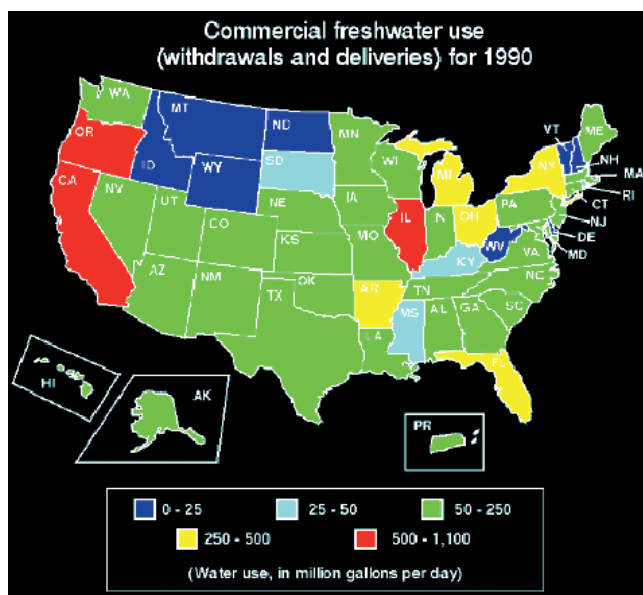 Commercial freshwater use
(withdrawals and deliveries) for 1990
WA
MT
ND
MN
VT
ME
OR
ID
WY
SD
WI
MI
NY
NH
MA
RI
CT
CA
NV
UT
CO
NE
IA
IL
IN
OH
PA
NJ
DE
MD
KS
MO
KY
WV
VA
AZ
NM
TX
OK
AR
TN
NC
MS
AL
GA
SC
LA
FL
HI
AK
PR
0 - 25
25 - 50
50 - 250
250 - 500
500 - 1,100
(Water use, in million gallons per day)